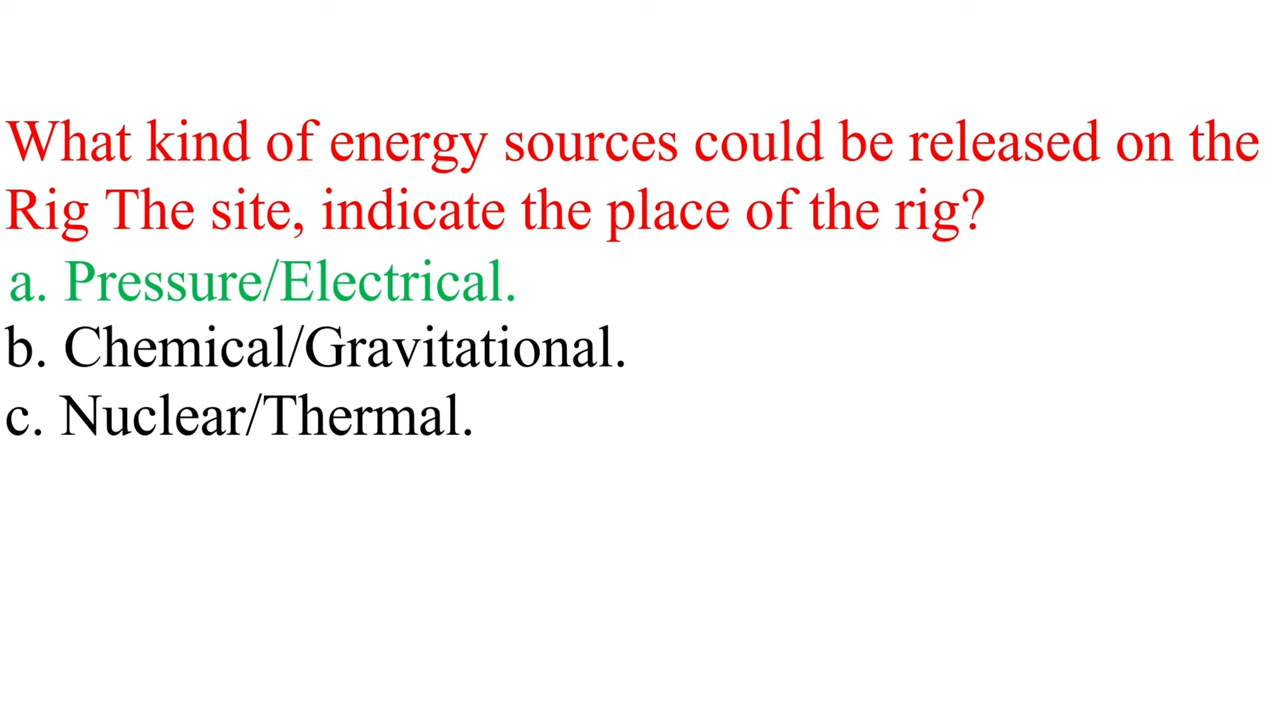 What kind of energy sources could be released on the
Rig The site, indicate the place of the rig?
a. Pressure/Electrical.
b. Chemical/Gravitational.
c. Nuclear/Thermal.